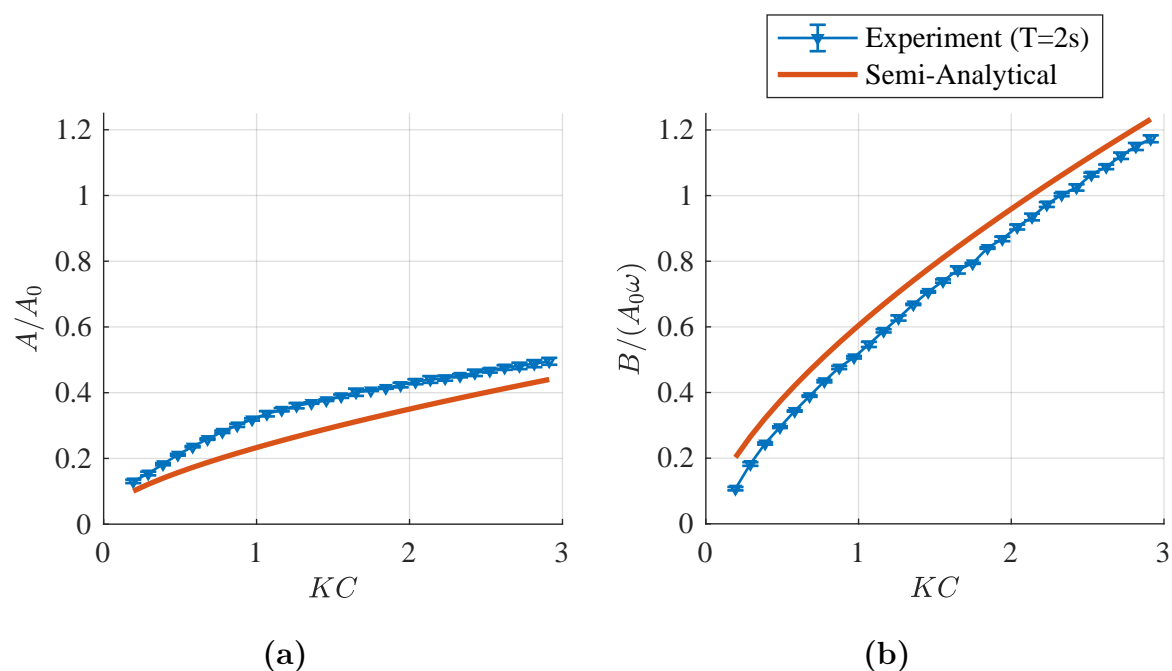 Experiment (T=2s)
Semi-Analytical
1.2
1
0.8
0.6
0.4
0.2
0
A/A₀
0
1
2
3
KC
(a)
1.2
1
0.8
0.6
0.4
0.2
0
B/(A₀ω)
0
1
2
3
KC
(b)